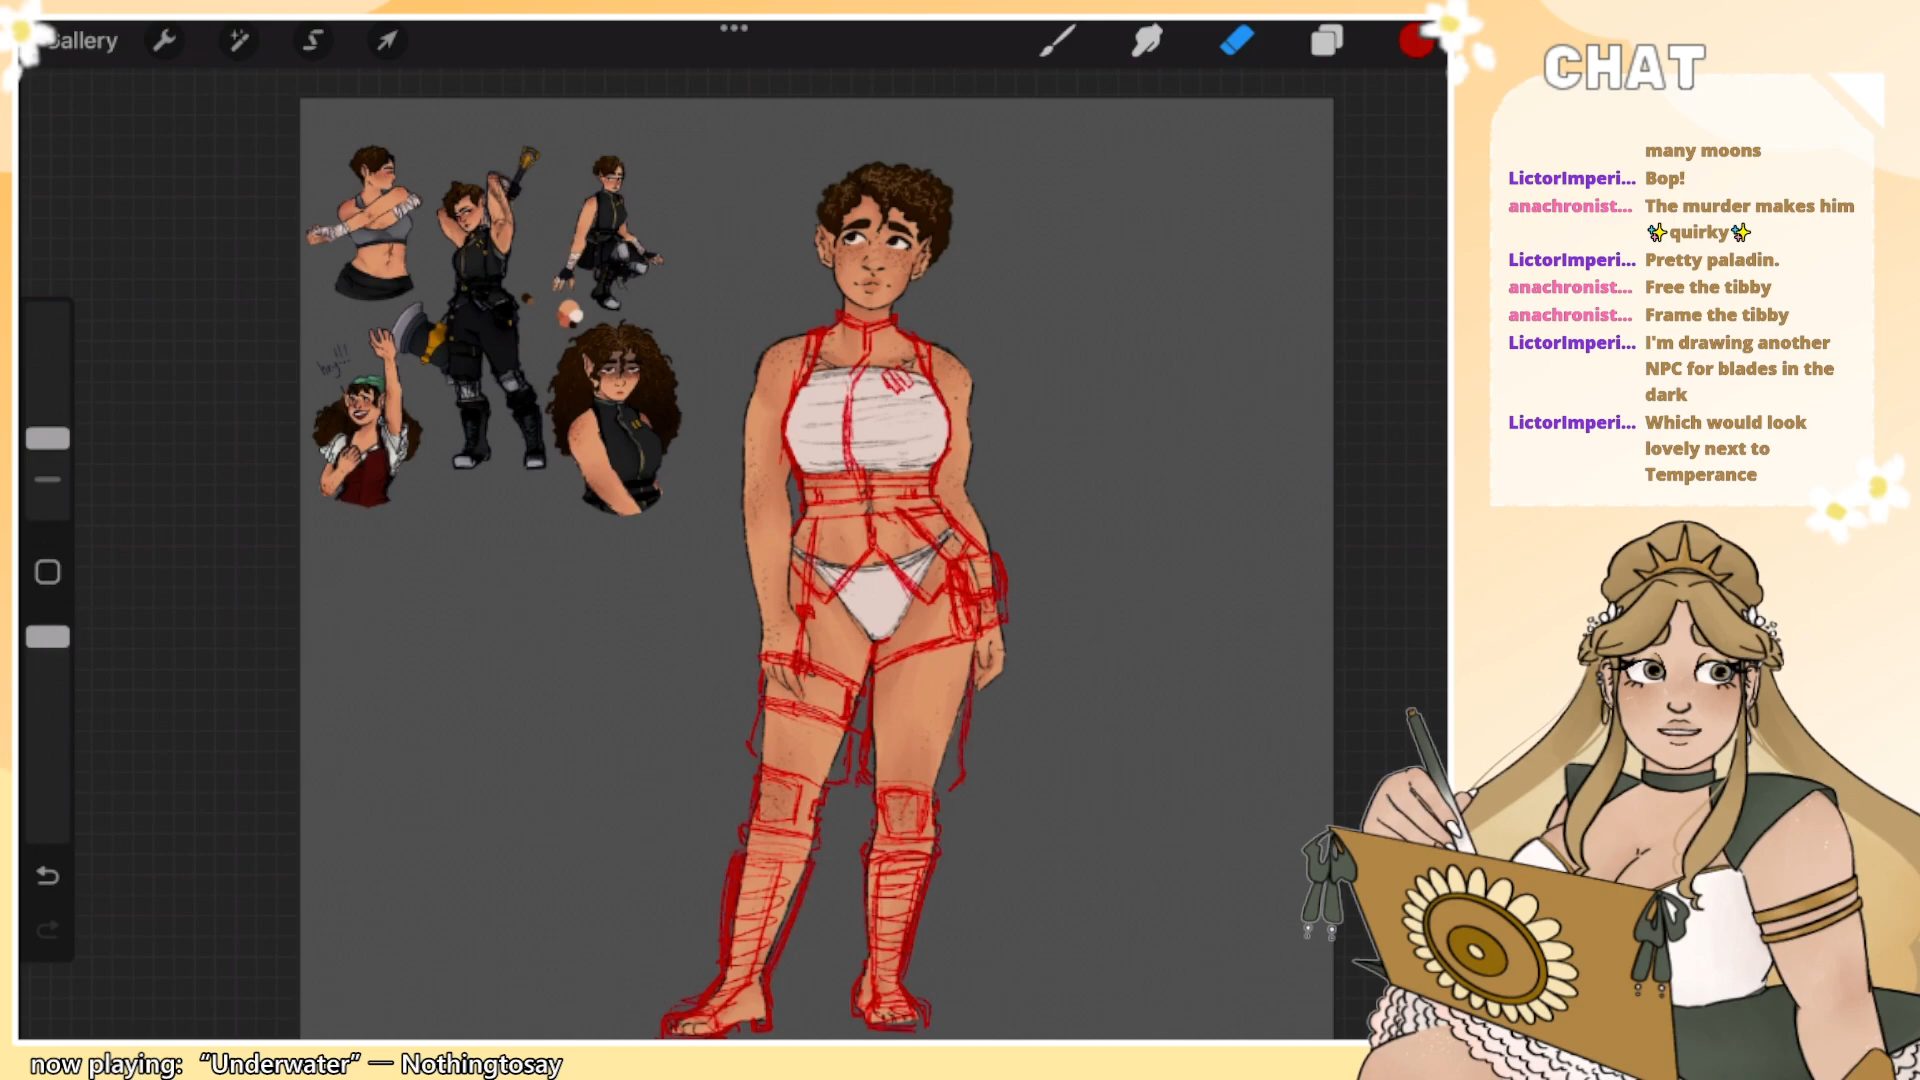 Gallery
CHAT
many moons
LictorImperi... Bop!
anachronist... The murder makes him
✨quirky✨
LictorImperi... Pretty paladin.
anachronist... Free the tibby
anachronist... Frame the tibby
LictorImperi... I'm drawing another
NPC for blades in the
dark
LictorImperi... Which would look
lovely next to
Temperance
hey!!!
now playing: “Underwater” — Nothingtosay